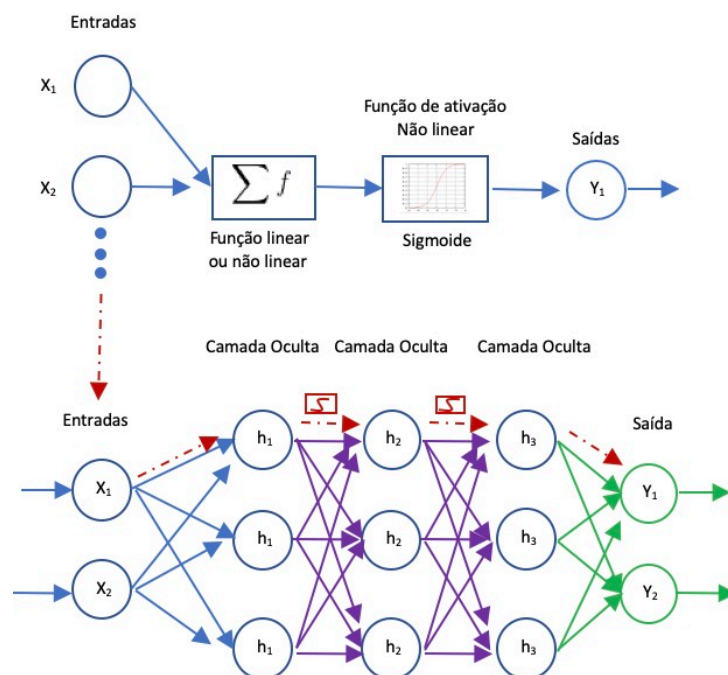 Entradas
X1
X2
∑ f
Função linear
ou não linear
Função de ativação
Não linear
Sigmoide
Saídas
Y1
Camada Oculta
Camada Oculta
Camada Oculta
Entradas
Saída
X1
X2
h1
h1
h1
h2
h2
h2
h3
h3
h3
Y1
Y2